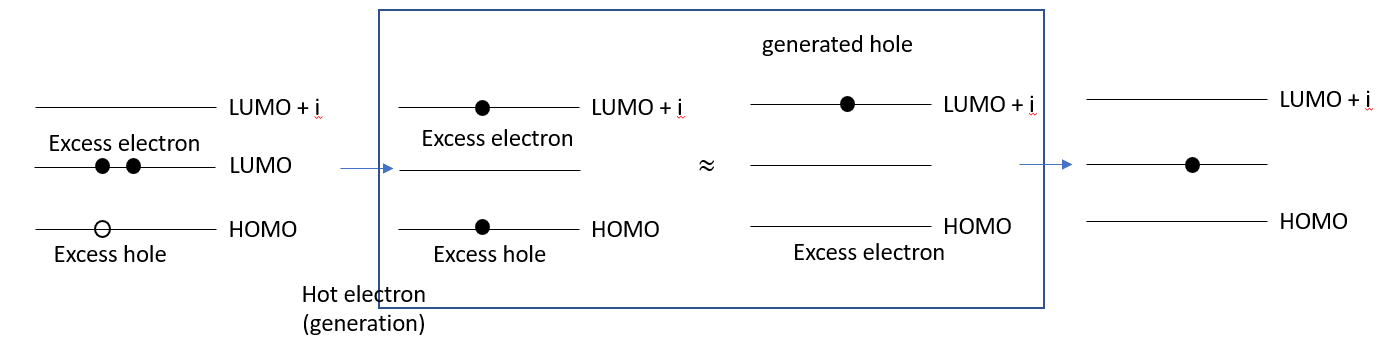 generated hole
LUMO + i
Excess electron
LUMO
HOMO
Excess hole
LUMO + i
Excess electron
HOMO
Excess hole
Hot electron
(generation)
≈
LUMO + i
HOMO
Excess electron
LUMO + i
HOMO